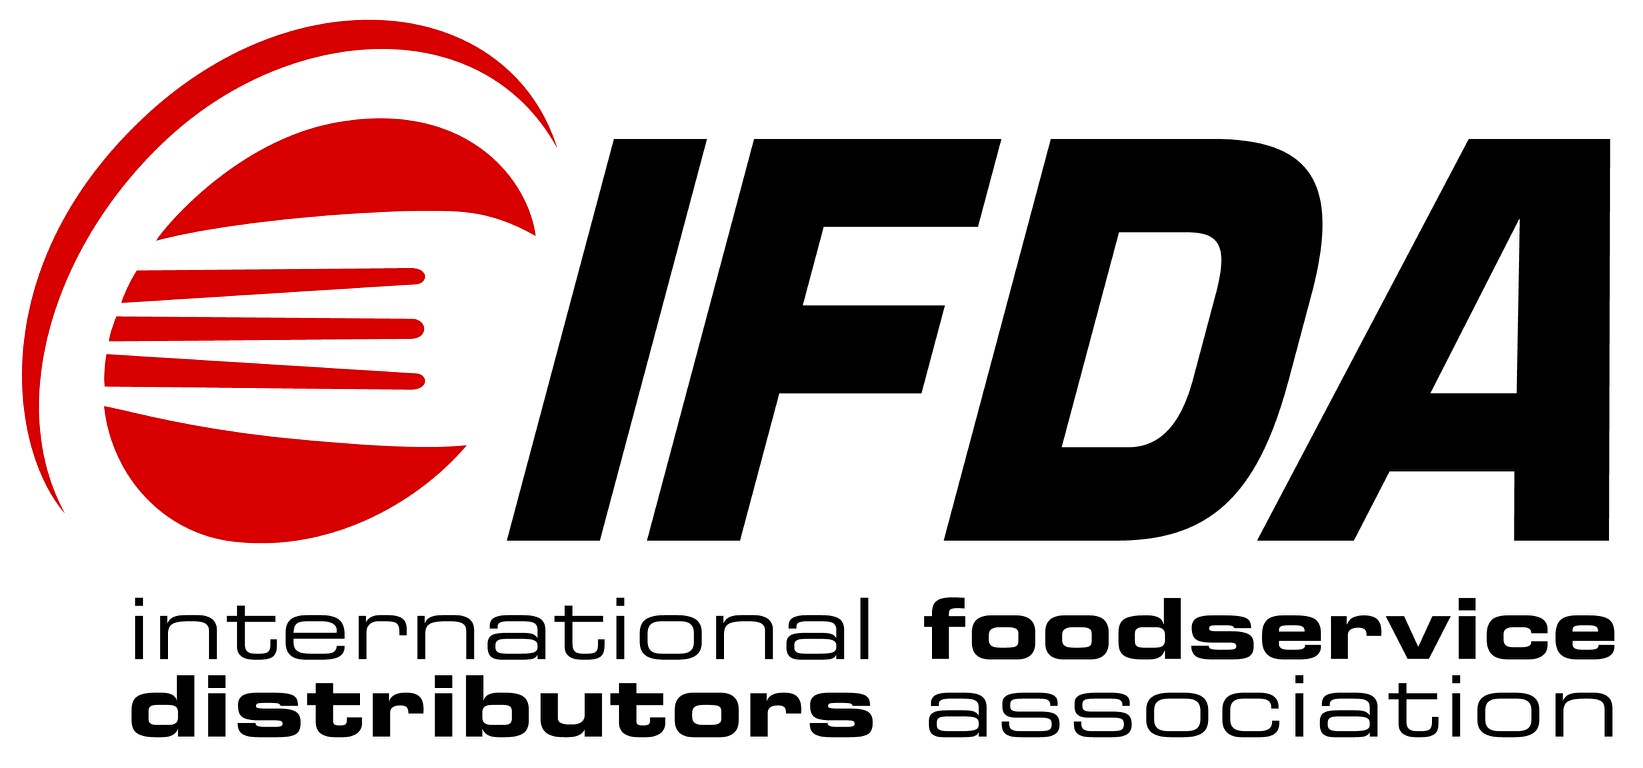 IFDA
international foodservice
distributors association